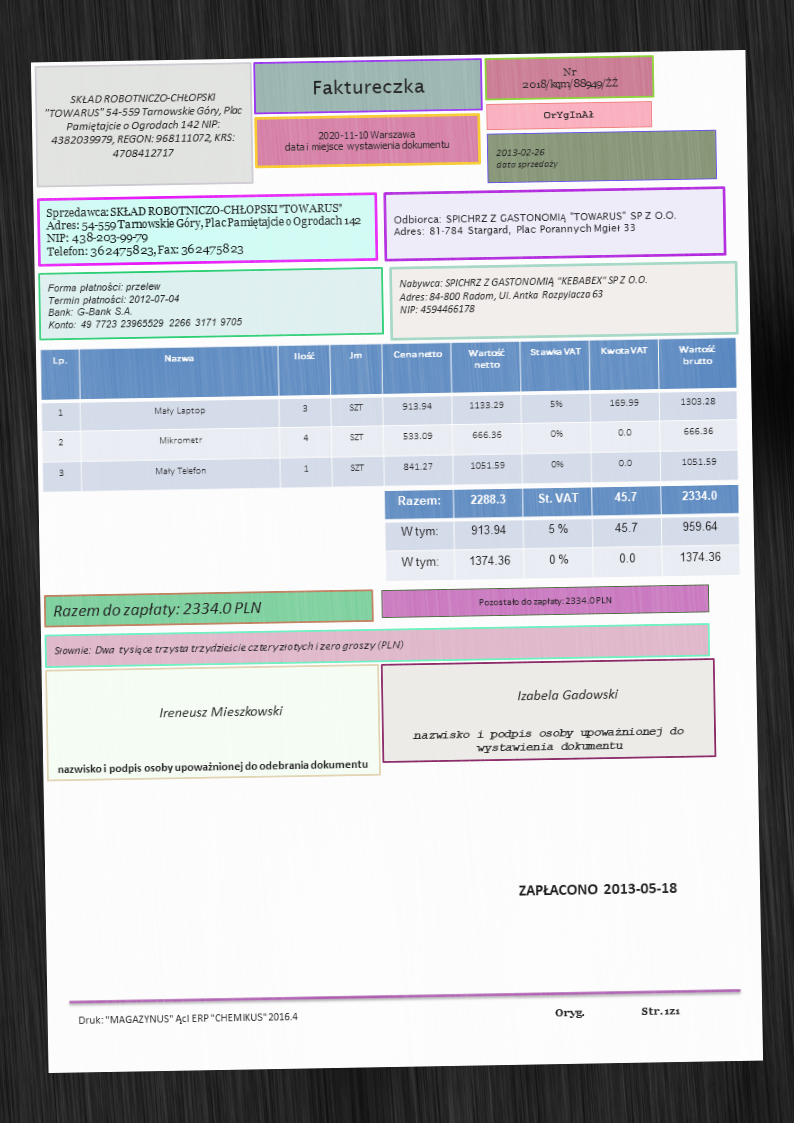 SKŁAD ROBOTNICZO-CHŁOPSKI
"TOWARUS" 54-559 Tarnowskie Góry, Plac
Pamiętajcie o Ogrodach 142 NIP:
4382039979, REGON: 968111072, KRS:
4708412717
Faktureczka
2020-11-10 Warszawa
data i miejsce wystawienia dokumentu
Nr
2018/kqm/88949/ŻŻ
OrYgInAł
2013-02-26
data sprzedaży
Sprzedawca: SKŁAD ROBOTNICZO-CHŁOPSKI "TOWARUS"
Adres: 54-559 Tarnowskie Góry, Plac Pamiętajcie o Ogrodach 142
NIP: 438-203-99-79
Telefon: 362475823, Fax: 362475823
Odbiorca: SPICHRZ Z GASTONOMIĄ "TOWARUS" SP Z O.O.
Adres: 81-784 Stargard, Plac Porannych Mgieł 33
Forma płatności: przelew
Termin płatności: 2012-07-04
Bank: G-Bank S.A.
Konto: 49 7723 23965529 2266 3171 9705
Nabywca: SPICHRZ Z GASTONOMIĄ "KEBABEX" SP Z O.O.
Adres: 84-800 Radom, Ul. Antka Rozpylacza 63
NIP: 4594466178
Lp. Nazwa Ilość Jm Cena netto Wartość netto Stawka VAT Kwota VAT Wartość brutto
1 Mały Laptop 3 SZT 913.94 1133.29 5% 169.99 1303.28
2 Mikrometr 4 SZT 533.09 666.36 0% 0.0 666.36
3 Mały Telefon 1 SZT 841.27 1051.59 0% 0.0 1051.59
Razem: 2288.3 St. VAT 45.7 2334.0
W tym: 913.94 5 % 45.7 959.64
W tym: 1374.36 0 % 0.0 1374.36
Razem do zapłaty: 2334.0 PLN
Pozostało do zapłaty: 2334.0 PLN
Słownie: Dwa tysiące trzysta trzydzieście cztery złotych i zero groszy (PLN)
Ireneusz Mieszkowski
nazwisko i podpis osoby upoważnionej do odebrania dokumentu
Izabela Gadowski
nazwisko i podpis osoby upoważnionej do
wystawienia dokumentu
ZAPŁACONO 2013-05-18
Druk: "MAGAZYNUS" Ącl ERP "CHEMIKUS" 2016.4
Oryg. Str. 1z1